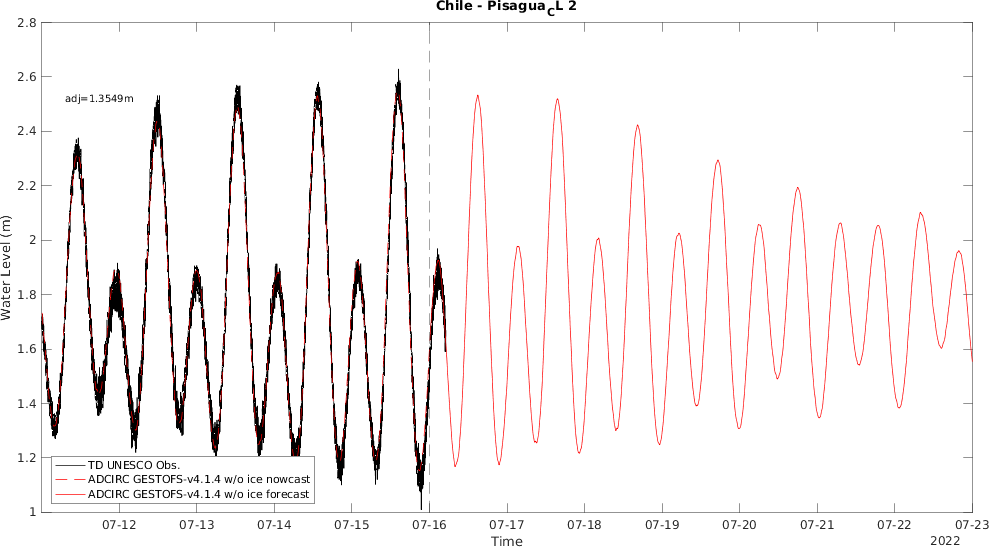 Chile - PisaguaCL 2
2.8
2.6
2.4
2.2
2
1.8
1.6
1.4
1.2
1
Water Level (m)
adj=1.3549m
TD UNESCO Obs.
ADCIRC GESTOFS-v4.1.4 w/o ice nowcast
ADCIRC GESTOFS-v4.1.4 w/o ice forecast
07-12 07-13 07-14 07-15 07-16 07-17 07-18 07-19 07-20 07-21 07-22 07-23
Time
2022